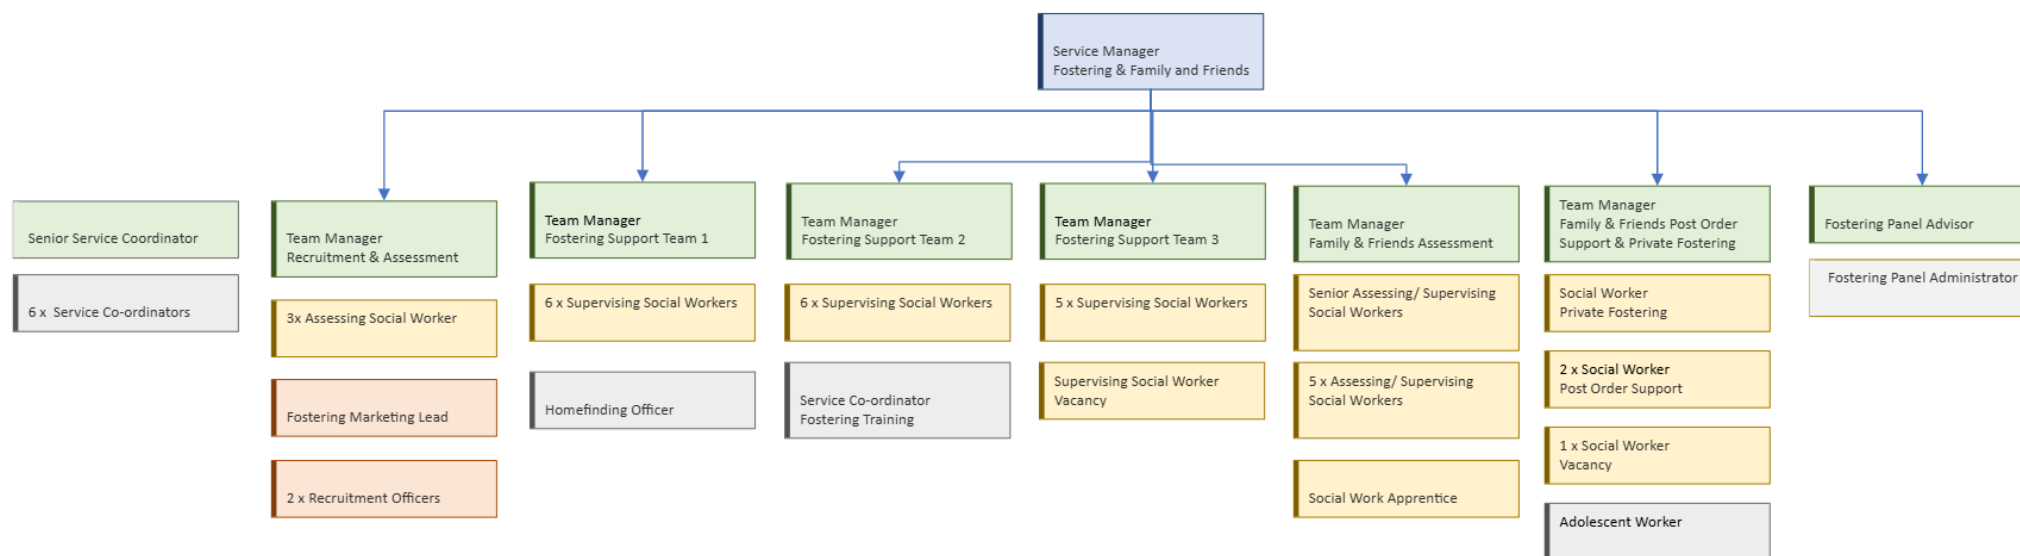 Service Manager
Fostering & Family and Friends
Senior Service Coordinator
6 x  Service Co-ordinators
Team Manager
Recruitment & Assessment
3x Assessing Social Worker
Fostering Marketing Lead
2 x Recruitment Officers
Team Manager
Fostering Support Team 1
6 x Supervising Social Workers
Homefinding Officer
Team Manager
Fostering Support Team 2
6 x Supervising Social Workers
Service Co-ordinator
Fostering Training
Team Manager
Fostering Support Team 3
5 x Supervising Social Workers
Supervising Social Worker
Vacancy
Team Manager
Family & Friends Assessment
Senior Assessing/ Supervising
Social Workers
5 x Assessing/ Supervising
Social Workers
Social Work Apprentice
Team Manager
Family & Friends Post Order
Support & Private Fostering
Social Worker
Private Fostering
2 x Social Worker
Post Order Support
1 x Social Worker
Vacancy
Adolescent Worker
Fostering Panel Advisor
Fostering Panel Administrator